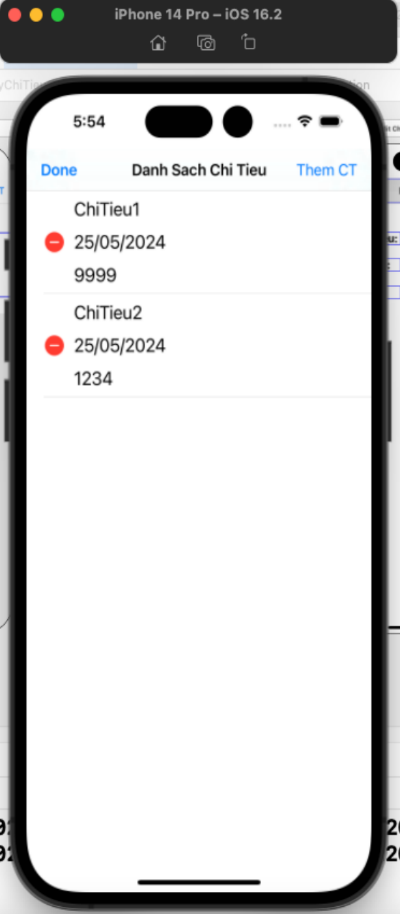 iPhone 14 Pro – iOS 16.2
5:54
Done Danh Sach Chi Tieu Them CT
ChiTieu1
25/05/2024
9999
ChiTieu2
25/05/2024
1234